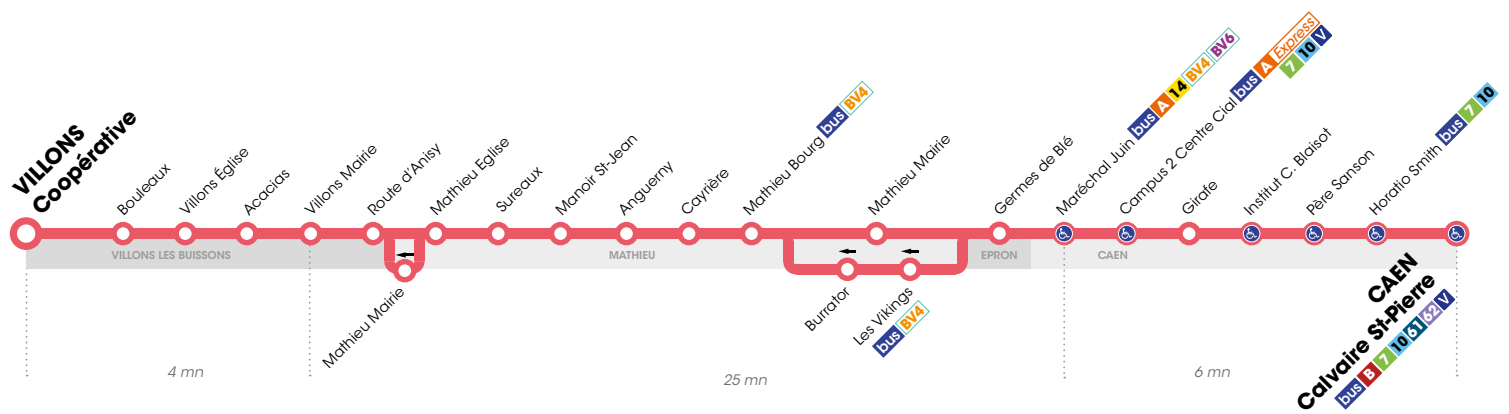 VILLONS
Coopérative
Bouleaux
Villons Église
Acacias
Villons Mairie
Route d'Anisy
Mathieu Eglise
Sureaux
Manoir St-Jean
Anguerny
Cayrière
Mathieu Bourg bus BV4
Mathieu Mairie
Germes de Blé
Maréchal Juin bus A 14 BV4 BV6
Campus 2 Centre Cial bus A Express
7 10 V
Girafe
Institut C. Blaisot
Père Sanson
Horatio Smith bus 7 10
VILLONS LES BUISSONS
MATHIEU
EPRON
CAEN
Mathieu Mairie
Burrator
Les Vikings
bus BV4
CAEN
Calvaire St-Pierre
bus B 7 10 61 62 V
4 mn
25 mn
6 mn